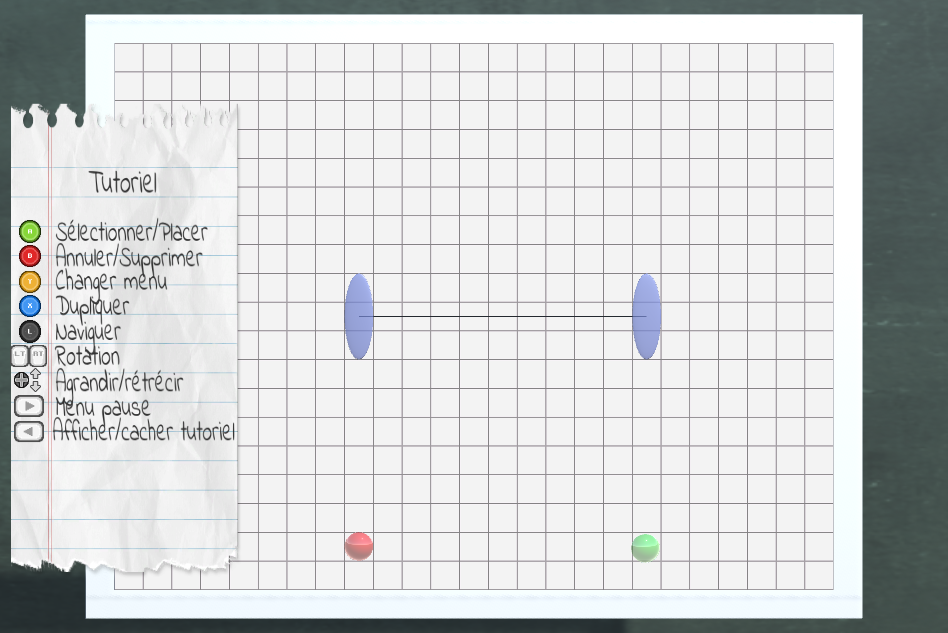 Tutoriel
A Sélectionner/Placer
B Annuler/Supprimer
Y Changer menu
X Dupliquer
L Naviguer
LT RT Rotation
Agrandir/rétrécir
Menu pause
Afficher/cacher tutoriel